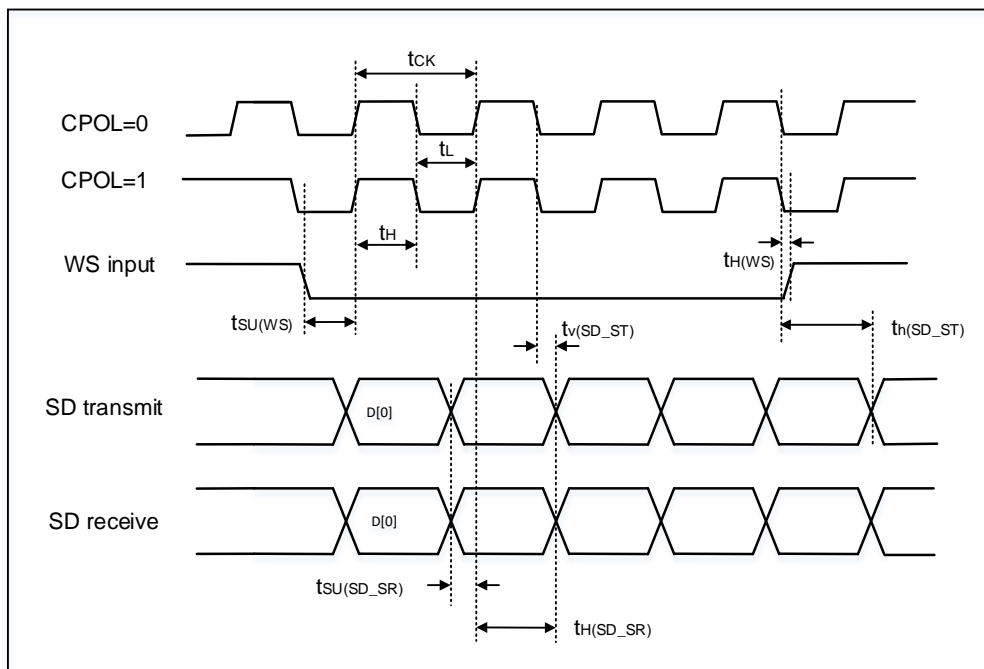 tCK
CPOL=0
tL
CPOL=1
tH
WS input
tH(WS)
tSU(WS)
tv(SD_ST)
th(SD_ST)
SD transmit
D[0]
SD receive
D[0]
tSU(SD_SR)
tH(SD_SR)